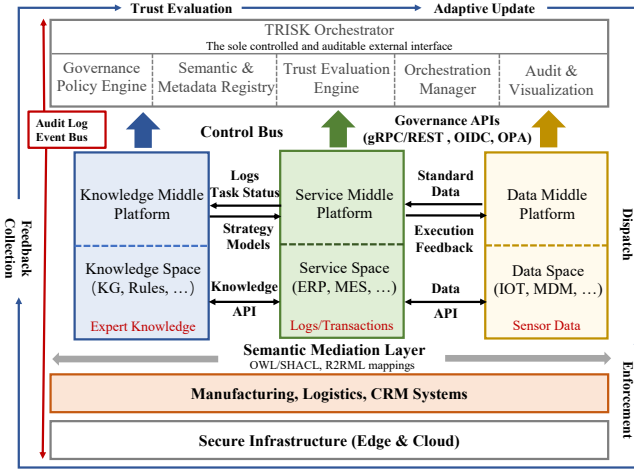 Trust Evaluation
Adaptive Update
TRISK Orchestrator
The sole controlled and auditable external interface
Governance
Policy Engine
Semantic &
Metadata Registry
Trust Evaluation
Engine
Orchestration
Manager
Audit &
Visualization
Audit Log
Event Bus
Control Bus
Governance APIs
(gRPC/REST , OIDC, OPA)
Knowledge Middle
Platform
Logs
Task Status
Strategy
Models
Service Middle
Platform
Standard
Data
Execution
Feedback
Data Middle
Platform
Knowledge Space
(KG, Rules, …)
Expert Knowledge
Knowledge
API
Service Space
(ERP, MES, …)
Logs/Transactions
Data
API
Data Space
(IOT, MDM, …)
Sensor Data
Feedback
Collection
Dispatch
Enforcement
Semantic Mediation Layer
OWL/SHACL, R2RML mappings
Manufacturing, Logistics, CRM Systems
Secure Infrastructure (Edge & Cloud)